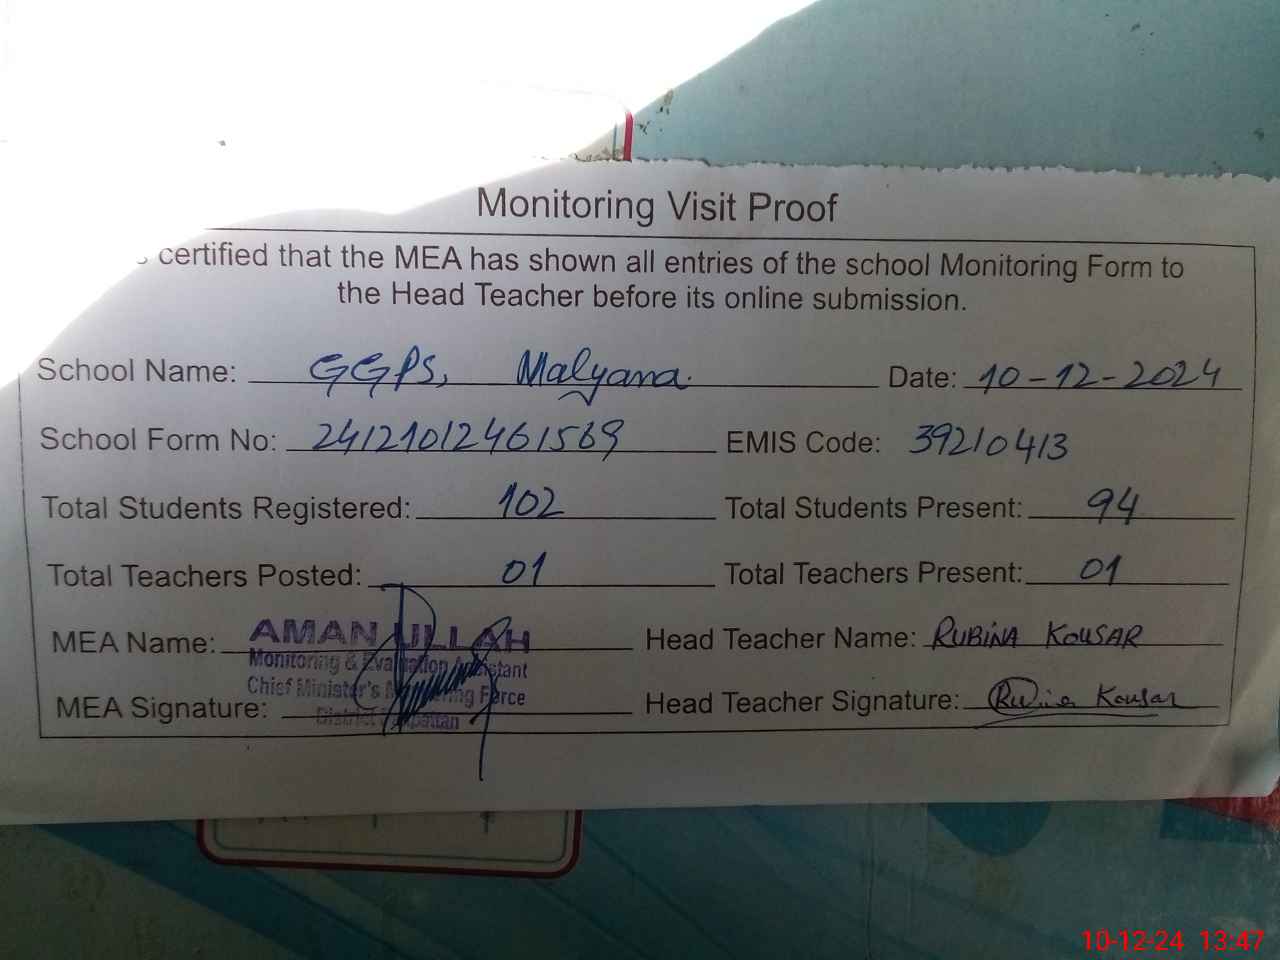 Monitoring Visit Proof
certified that the MEA has shown all entries of the school Monitoring Form to
the Head Teacher before its online submission.
School Name: GGPS, Malyana. Date: 10-12-2024
School Form No: 24121012461569 EMIS Code: 39210413
Total Students Registered: 102 Total Students Present: 94
Total Teachers Posted: 01 Total Teachers Present: 01
MEA Name: AMAN ULLAH Head Teacher Name: RUBINA KOUSAR
Monitoring & Evaluation Assistant
Chief Minister's Monitoring Force
MEA Signature: District Pakpattan Head Teacher Signature: Rubina Kousar
10-12-24 13:47